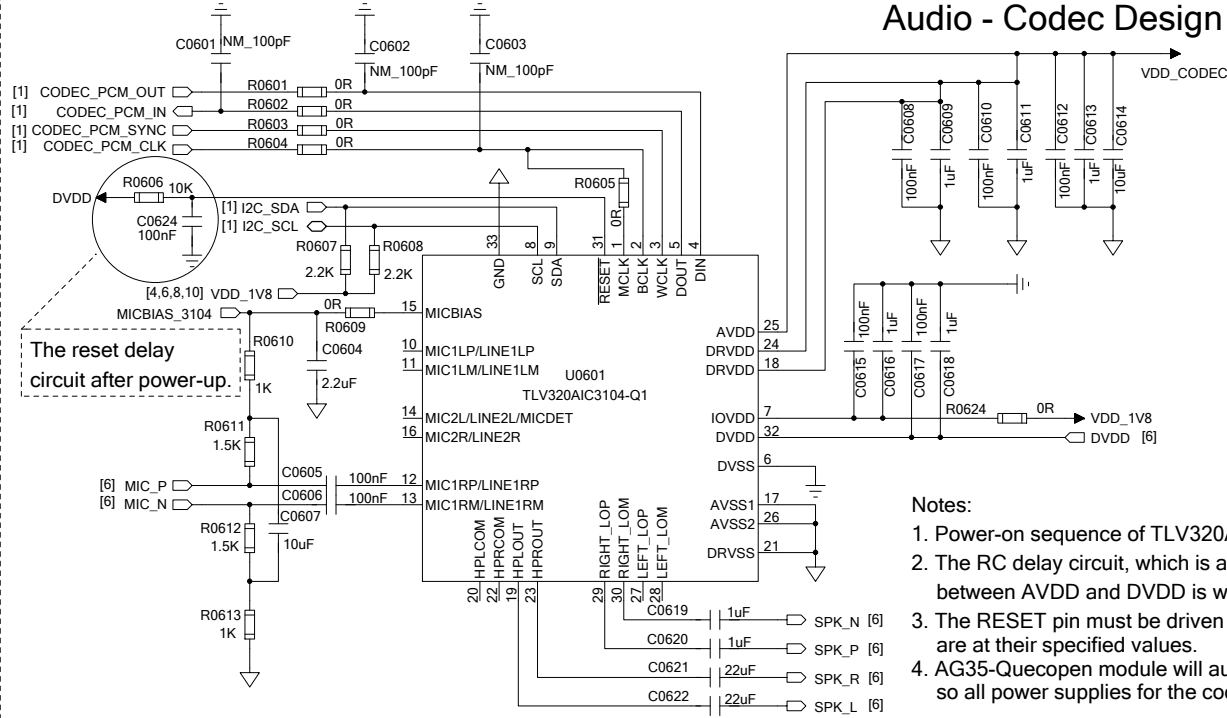 Audio - Codec Design
C0601 NM_100pF
C0602
NM_100pF
C0603
NM_100pF
VDD_CODEC
[1] CODEC_PCM_OUT
R0601 0R
[1] CODEC_PCM_IN
R0602 0R
[1] CODEC_PCM_SYNC
R0603 0R
[1] CODEC_PCM_CLK
R0604 0R
C0608
100nF
C0609
1uF
C0610
100nF
C0611
1uF
C0612
100nF
C0613
1uF
C0614
10uF
R0605
0R
R0606 10K
DVDD
C0624
100nF
[1] I2C_SDA
[1] I2C_SCL
R0607
2.2K
R0608
2.2K
[4,6,8,10] VDD_1V8
MICBIAS_3104
0R
R0609
The reset delay
circuit after power-up.
R0610
1K
C0604
2.2uF
R0611
1.5K
[6] MIC_P
[6] MIC_N
C0605
100nF
C0606
100nF
C0607
10uF
R0612
1.5K
R0613
1K
33 GND
8 SCL
9 SDA
31 RESET
1 MCLK
2 BCLK
3 WCLK
5 DOUT
4 DIN
15 MICBIAS
10 MIC1LP/LINE1LP
11 MIC1LM/LINE1LM
U0601
TLV320AIC3104-Q1
14 MIC2L/LINE2L/MICDET
16 MIC2R/LINE2R
12 MIC1RP/LINE1RP
13 MIC1RM/LINE1RM
AVDD 25
DRVDD 24
DRVDD 18
IOVDD 7
DVDD 32
DVSS 6
AVSS1 17
AVSS2 26
DRVSS 21
HPLCOM 20
HPRCOM 22
HPLOUT 19
HPROUT 23
RIGHT_LOP 29
RIGHT_LOM 30
LEFT_LOP 27
LEFT_LOM 28
C0615
100nF
C0616
1uF
C0617
100nF
C0618
1uF
R0624 0R
VDD_1V8
DVDD [6]
C0619 1uF SPK_N [6]
C0620 1uF SPK_P [6]
C0621 22uF SPK_R [6]
C0622 22uF SPK_L [6]
Notes:
1. Power-on sequence of TLV320A
2. The RC delay circuit, which is a
between AVDD and DVDD is w
3. The RESET pin must be driven
are at their specified values.
4. AG35-Quecopen module will au
so all power supplies for the co